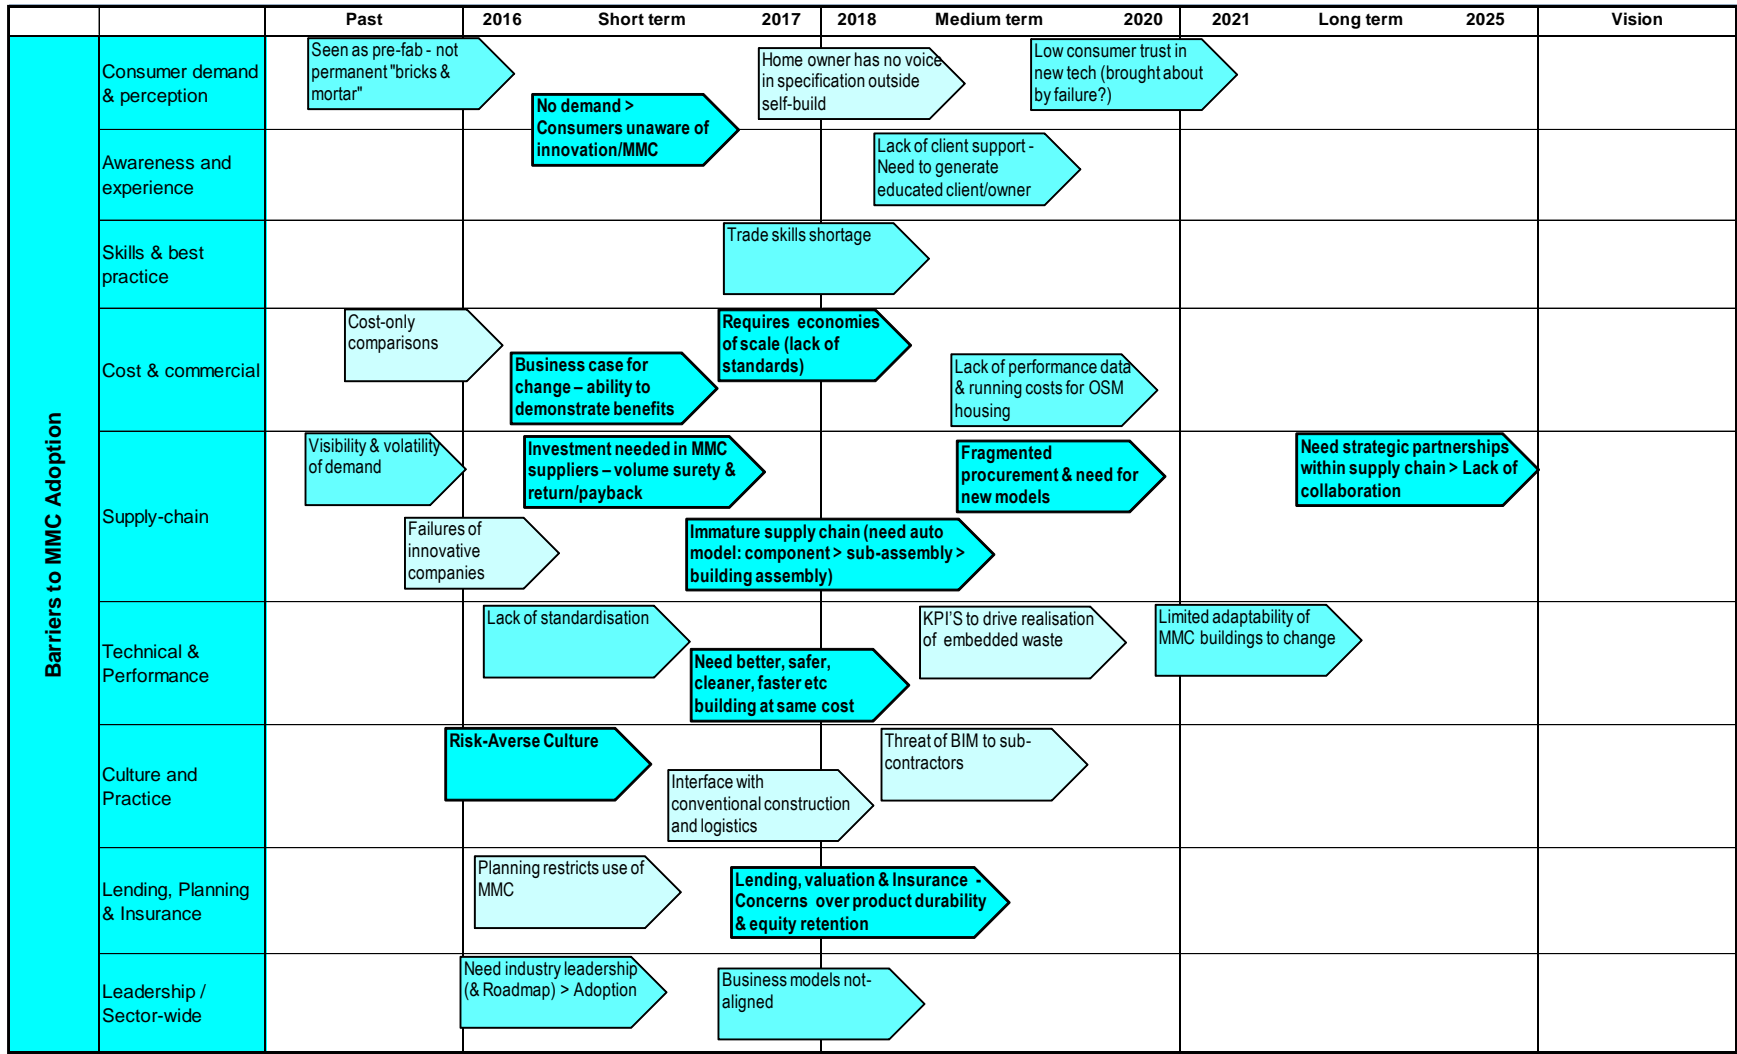 Past
2016
Short term
2017
2018
Medium term
2020
2021
Long term
2025
Vision
Barriers to MMC Adoption
Consumer demand
& perception
Seen as pre-fab - not
permanent "bricks &
mortar"
No demand >
Consumers unaware of
innovation/MMC
Home owner has no voice
in specification outside
self-build
Low consumer trust in
new tech (brought about
by failure?)
Awareness and
experience
Lack of client support -
Need to generate
educated client/owner
Skills & best
practice
Trade skills shortage
Cost & commercial
Cost-only
comparisons
Business case for
change – ability to
demonstrate benefits
Requires economies
of scale (lack of
standards)
Lack of performance data
& running costs for OSM
housing
Supply-chain
Visibility & volatility
of demand
Failures of
innovative
companies
Investment needed in MMC
suppliers – volume surety &
return/payback
Immature supply chain (need auto
model: component > sub-assembly >
building assembly)
Fragmented
procurement & need for
new models
Need strategic partnerships
within supply chain > Lack of
collaboration
Technical &
Performance
Lack of standardisation
Need better, safer,
cleaner, faster etc
building at same cost
KPI'S to drive realisation
of embedded waste
Limited adaptability of
MMC buildings to change
Culture and
Practice
Risk-Averse Culture
Interface with
conventional construction
and logistics
Threat of BIM to sub-
contractors
Lending, Planning
& Insurance
Planning restricts use of
MMC
Lending, valuation & Insurance -
Concerns over product durability
& equity retention
Leadership /
Sector-wide
Need industry leadership
(& Roadmap) > Adoption
Business models not-
aligned